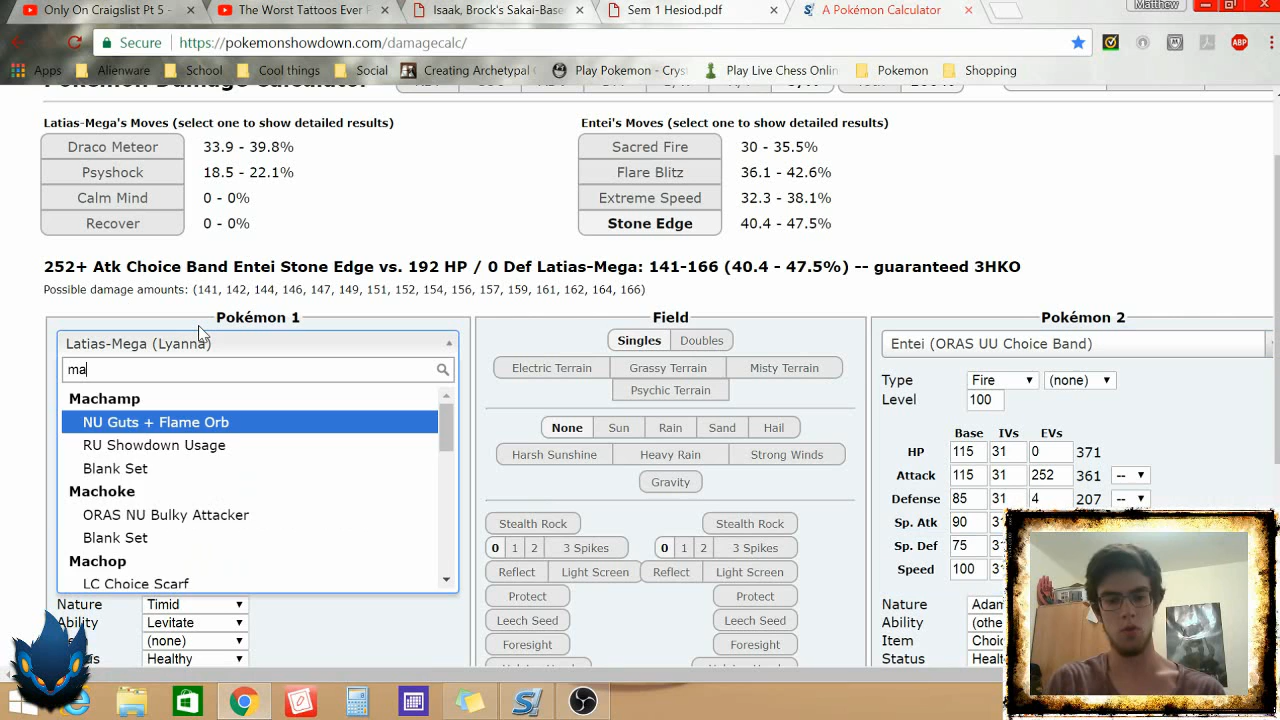 Only On Craigslist Pt 5 -
The Worst Tattoos Ever
Isaak, Brock's Sakai-Base
Sem 1 Hesiod.pdf
A Pokémon Calculator
Matthew
Secure
https://pokemonshowdown.com/damagecalc/
ABP
Apps
Alienware
School
Cool things
Social
Creating Archetypal
Play Pokemon - Crys
Play Live Chess Onlin
Pokemon
Shopping
Pokémon Damage Calculator
Latias-Mega's Moves (select one to show detailed results)
Entei's Moves (select one to show detailed results)
Draco Meteor 33.9 - 39.8%
Sacred Fire 30 - 35.5%
Psyshock 18.5 - 22.1%
Flare Blitz 36.1 - 42.6%
Calm Mind 0 - 0%
Extreme Speed 32.3 - 38.1%
Recover 0 - 0%
Stone Edge 40.4 - 47.5%
252+ Atk Choice Band Entei Stone Edge vs. 192 HP / 0 Def Latias-Mega: 141-166 (40.4 - 47.5%) -- guaranteed 3HKO
Possible damage amounts: (141, 142, 144, 146, 147, 149, 151, 152, 154, 156, 157, 159, 161, 162, 164, 166)
Pokémon 1
Latias-Mega (Lyanna)
ma
Machamp
NU Guts + Flame Orb
RU Showdown Usage
Blank Set
Machoke
ORAS NU Bulky Attacker
Blank Set
Machop
LC Choice Scarf
Nature Timid
Ability Levitate
(none)
Healthy
Field
Singles Doubles
Electric Terrain Grassy Terrain Misty Terrain
Psychic Terrain
None Sun Rain Sand Hail
Harsh Sunshine Heavy Rain Strong Winds
Gravity
Stealth Rock Stealth Rock
0 1 2 3 Spikes 0 1 2 3 Spikes
Reflect Light Screen Reflect Light Screen
Protect Protect
Leech Seed Leech Seed
Foresight Foresight
Pokémon 2
Entei (ORAS UU Choice Band)
Type Fire (none)
Level 100
Base IVs EVs
HP 115 31 0 371
Attack 115 31 252 361 --
Defense 85 31 4 207 --
Sp. Atk 90
Sp. Def 75
Speed 100
Nature Adam
Ability (othe
Item Choic
Status Healt